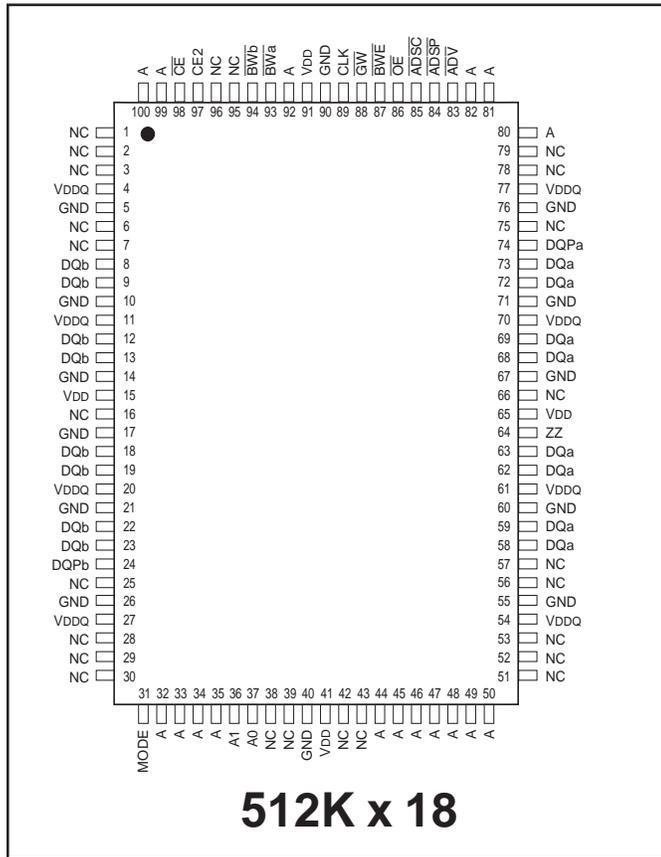 A A CE CE2 NC NC BWb BWa A VDD GND CLK GW BWE OE ADSC ADSP ADV A A
100 99 98 97 96 95 94 93 92 91 90 89 88 87 86 85 84 83 82 81
NC 1 80 A
NC 2 79 NC
NC 3 78 NC
VDDQ 4 77 VDDQ
GND 5 76 GND
NC 6 75 NC
NC 7 74 DQPa
DQb 8 73 DQa
DQb 9 72 DQa
GND 10 71 GND
VDDQ 11 70 VDDQ
DQb 12 69 DQa
DQb 13 68 DQa
GND 14 67 GND
VDD 15 66 NC
NC 16 65 VDD
GND 17 64 ZZ
DQb 18 63 DQa
DQb 19 62 DQa
VDDQ 20 61 VDDQ
GND 21 60 GND
DQb 22 59 DQa
DQb 23 58 DQa
DQPb 24 57 NC
NC 25 56 NC
GND 26 55 GND
VDDQ 27 54 VDDQ
NC 28 53 NC
NC 29 52 NC
NC 30 51 NC
31 32 33 34 35 36 37 38 39 40 41 42 43 44 45 46 47 48 49 50
MODE A A A A A1 A0 NC NC GND VDD NC NC A A A A A A A
512K x 18